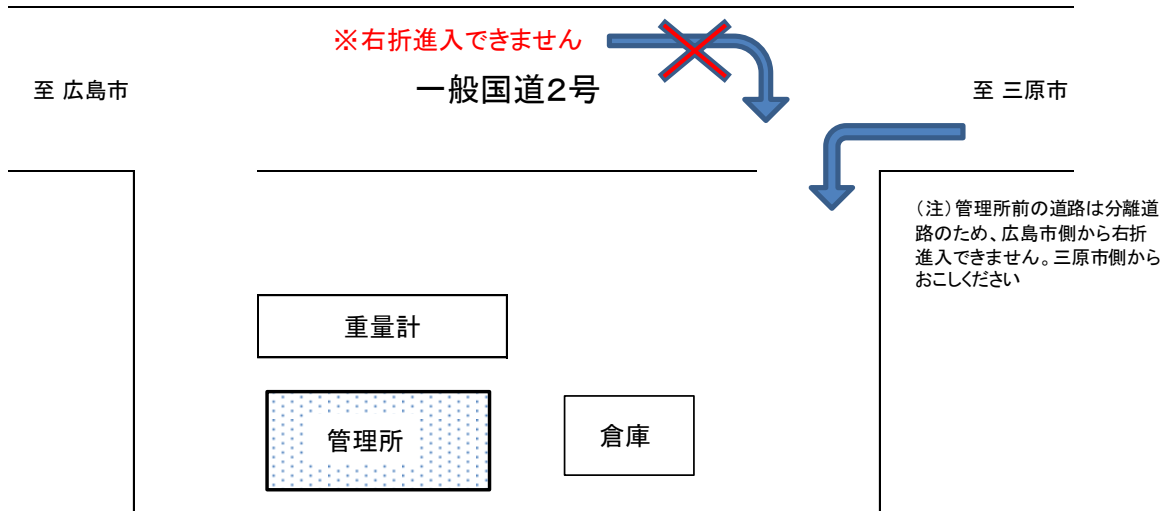 ※右折進入できません
至 広島市
一般国道2号
至 三原市
（注）管理所前の道路は分離道
路のため、広島市側から右折
進入できません。三原市側から
おこしください
重量計
管理所
倉庫